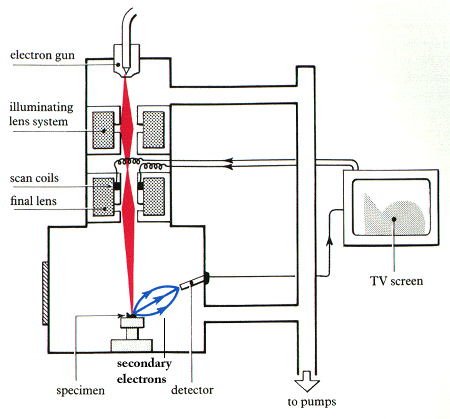 electron gun
illuminating
lens system
scan coils
final lens
TV screen
secondary
electrons
specimen
detector
to pumps